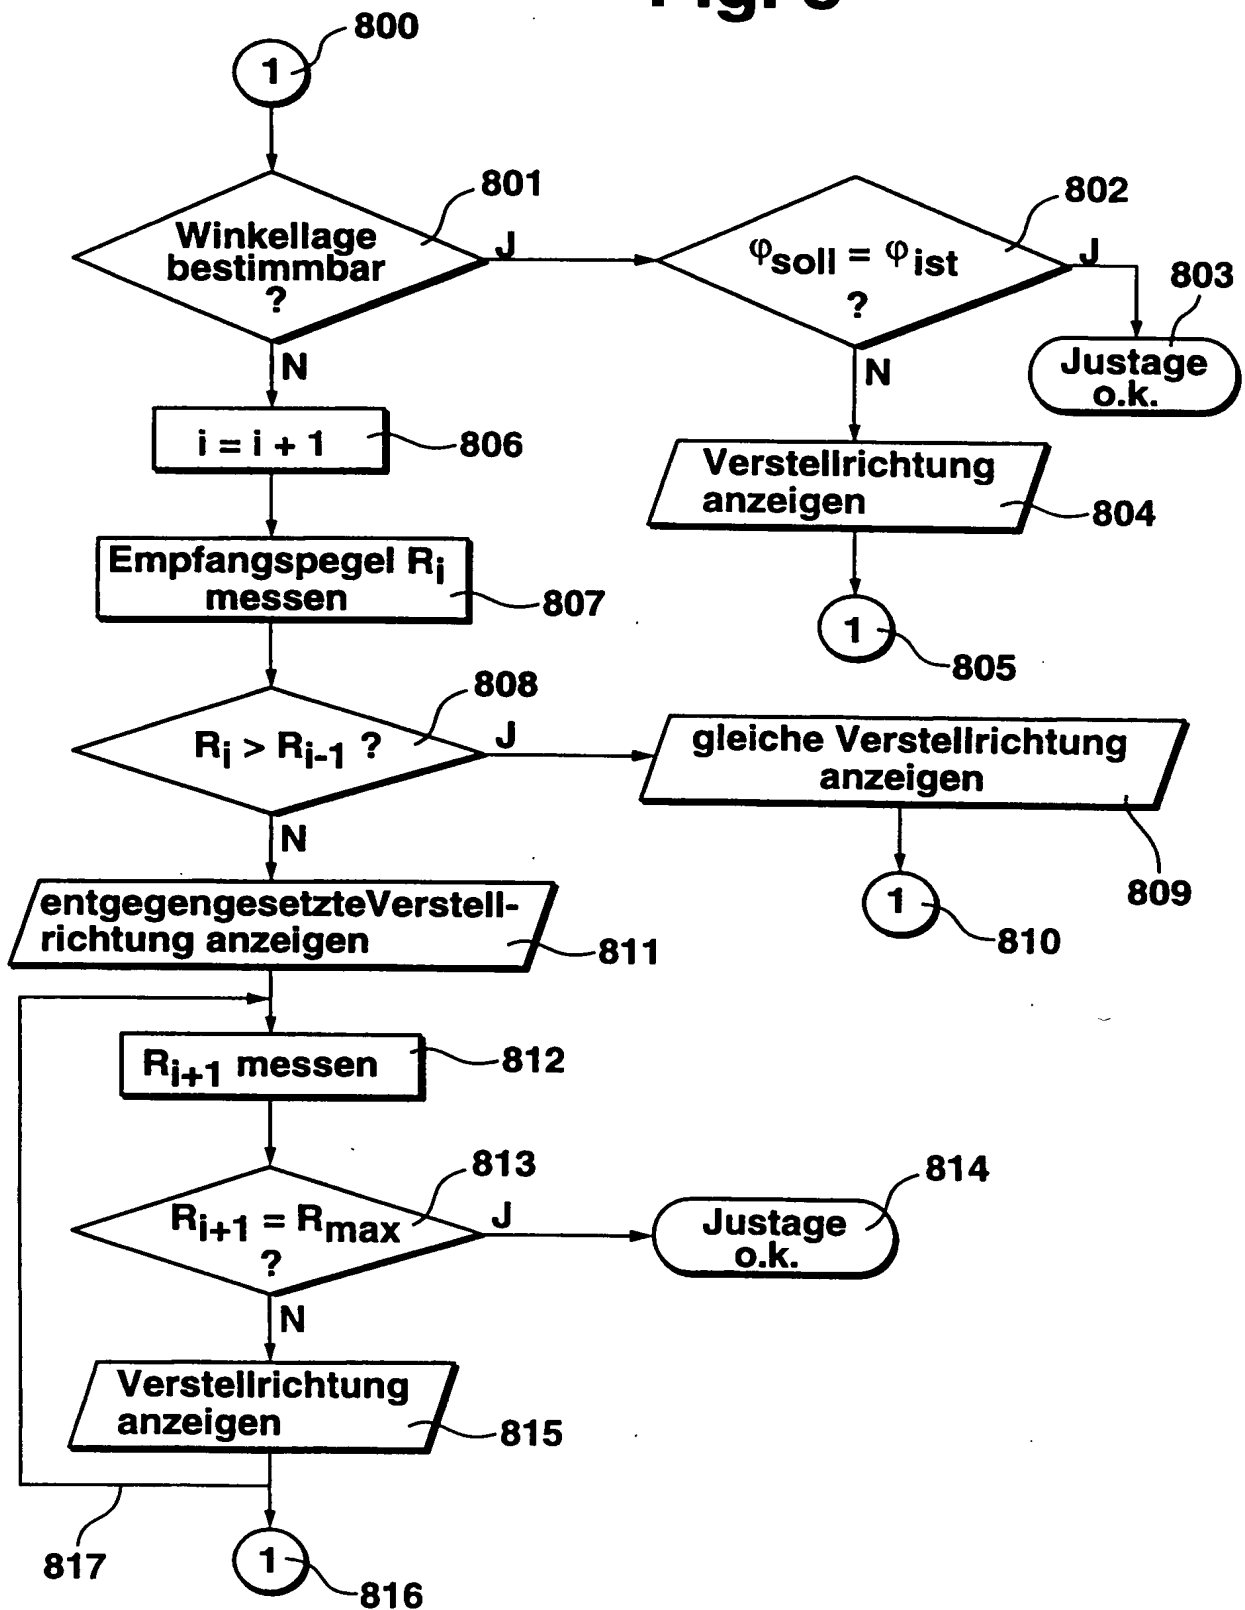 800
1
801
Winkellage
bestimmbar
?
J
N
802
φsoll = φist
?
J
N
803
Justage
o.k.
Verstellrichtung
anzeigen
804
1
805
i = i + 1
806
Empfangspegel Ri
messen
807
808
Ri > Ri-1 ?
J
N
gleiche Verstellrichtung
anzeigen
809
1
810
entgegengesetzteVerstell-
richtung anzeigen
811
Ri+1 messen
812
813
Ri+1 = Rmax
?
J
N
814
Justage
o.k.
Verstellrichtung
anzeigen
815
817
1
816